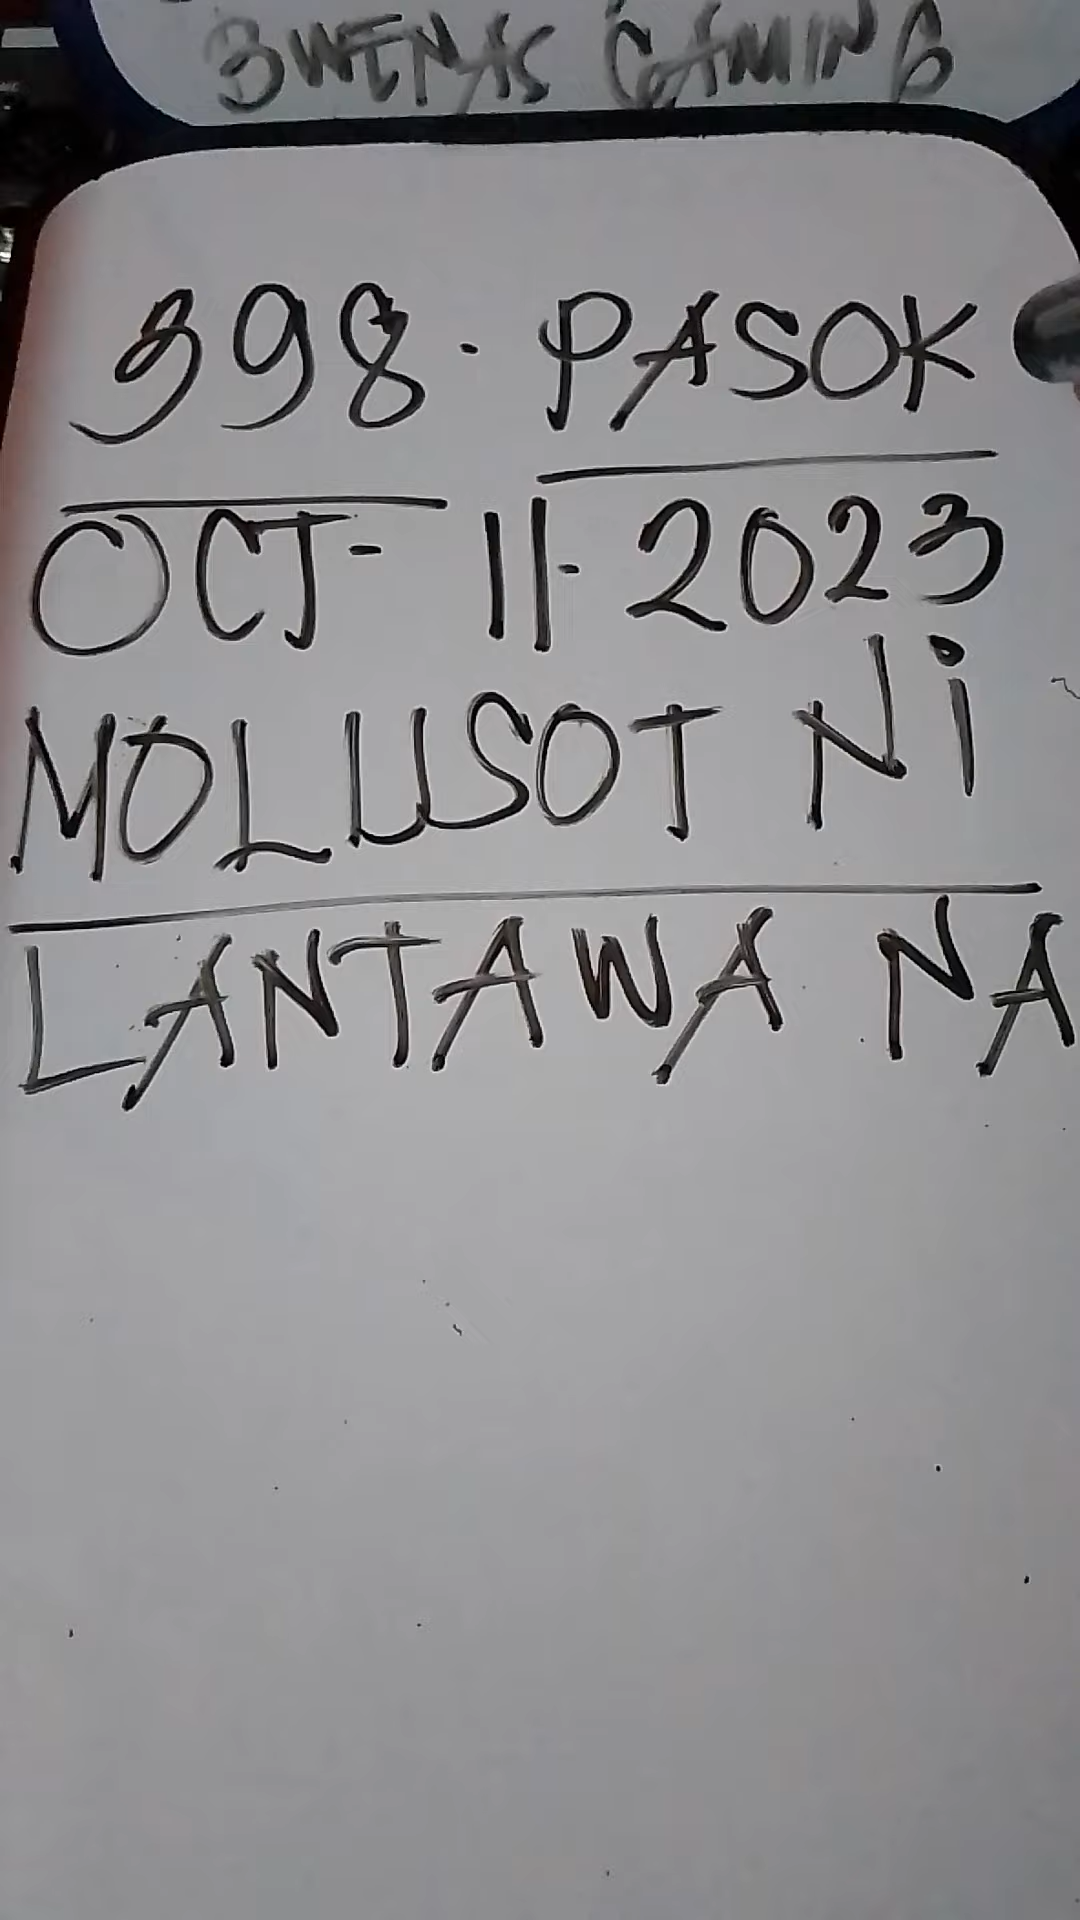 BWENAS GAMING
398. PASOK
OCT- 11- 2023
MOLUSOT Ni
LANTAWA NA